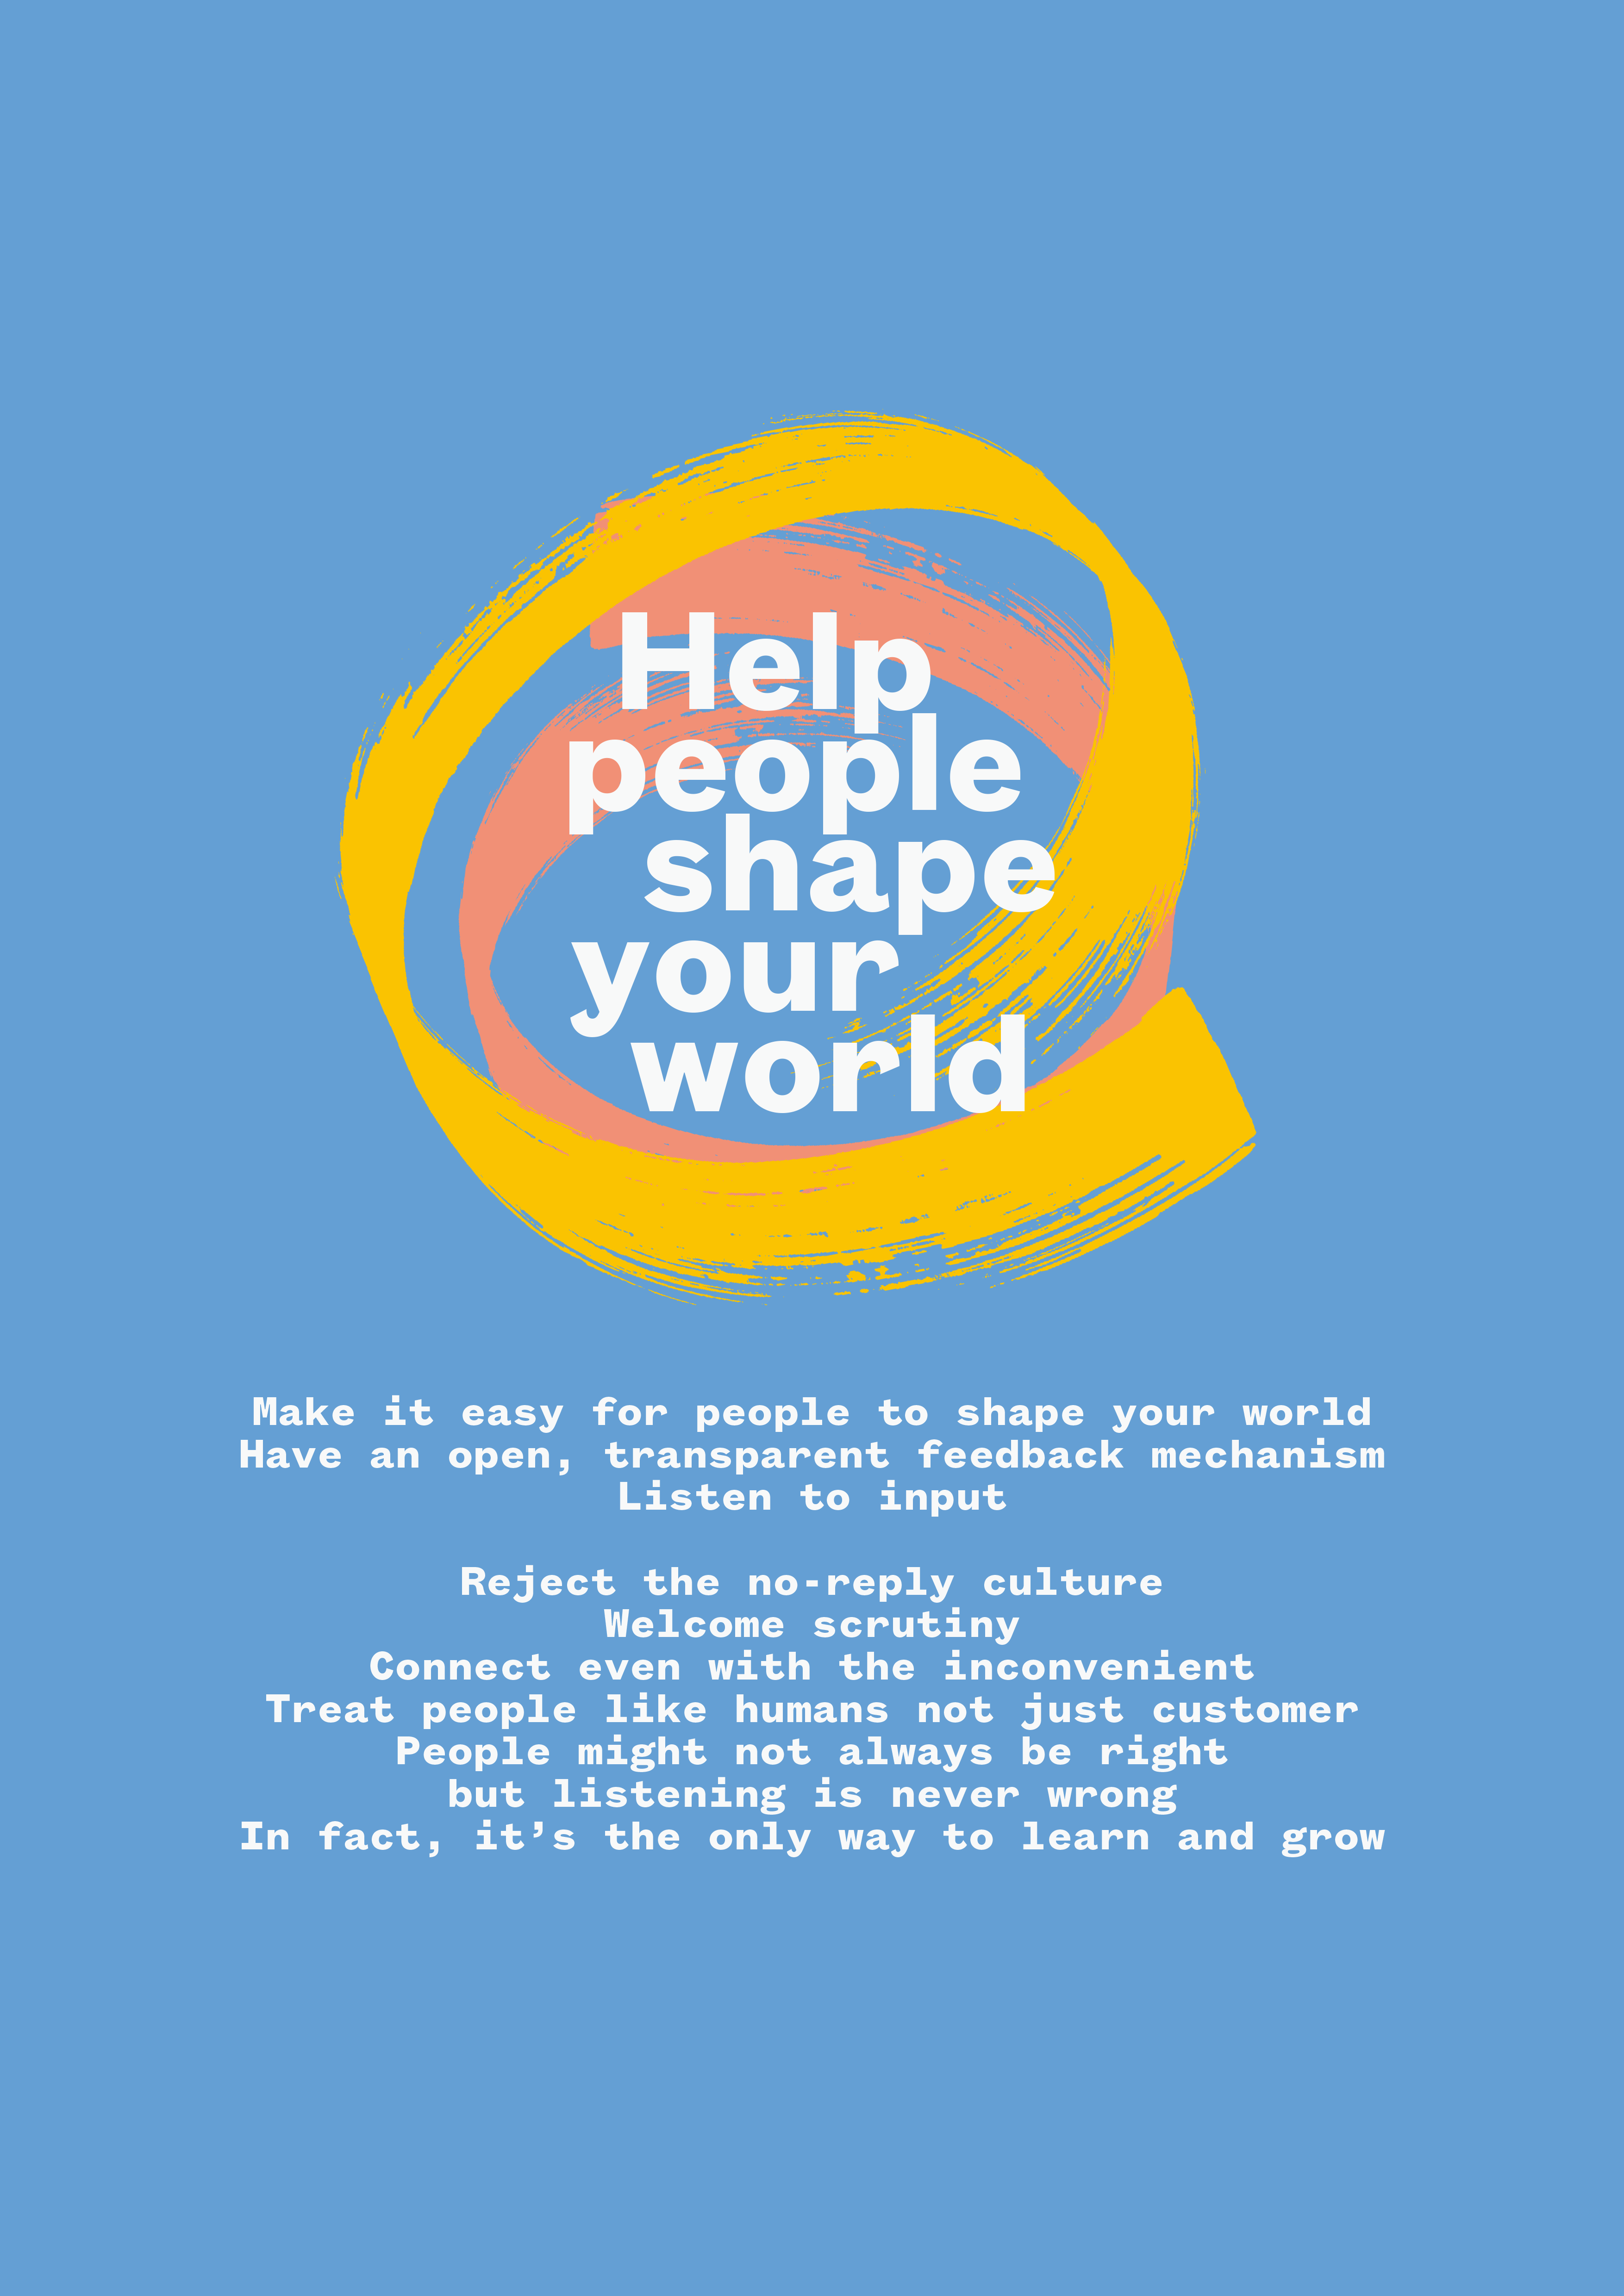 Help
people
shape
your
world
Make it easy for people to shape your world
Have an open, transparent feedback mechanism
Listen to input
Reject the no-reply culture
Welcome scrutiny
Connect even with the inconvenient
Treat people like humans not just customer
People might not always be right
but listening is never wrong
In fact, it’s the only way to learn and grow